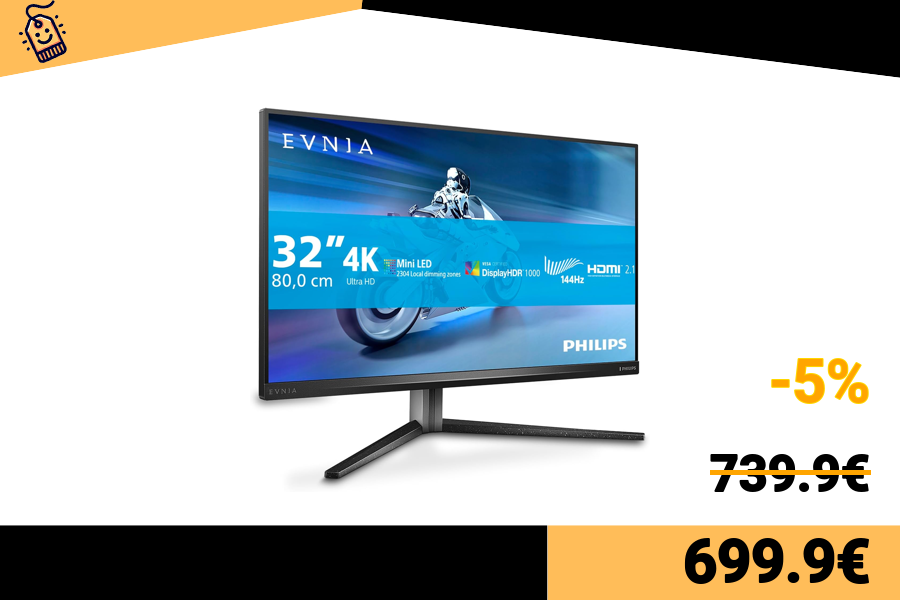 EVNIA
32” 4K
80,0 cm Ultra HD
Mini LED
2304 Local dimming zones
DisplayHDR 1000
144Hz
HDMI 2.1
PHILIPS
EVNIA
PHILIPS
-5%
739.9€
699.9€